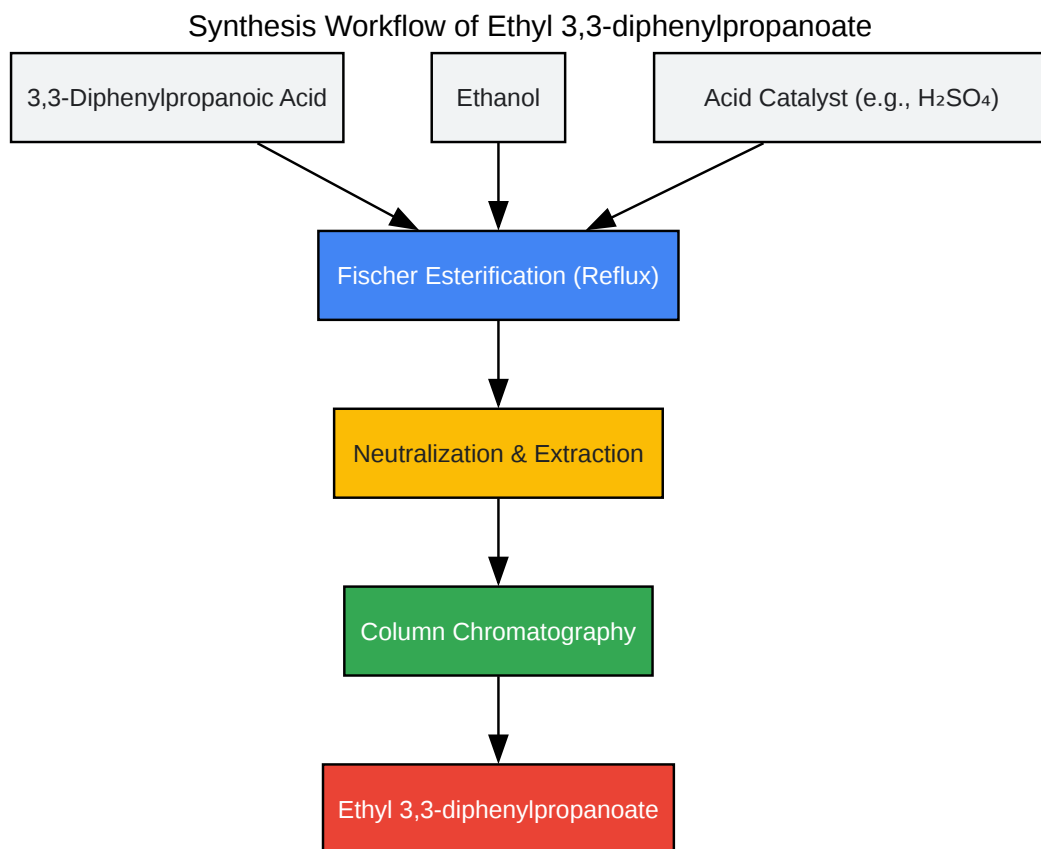 Synthesis Workflow of Ethyl 3,3-diphenylpropanoate
3,3-Diphenylpropanoic Acid
Ethanol
Acid Catalyst (e.g., H₂SO₄)
Fischer Esterification (Reflux)
Neutralization & Extraction
Column Chromatography
Ethyl 3,3-diphenylpropanoate